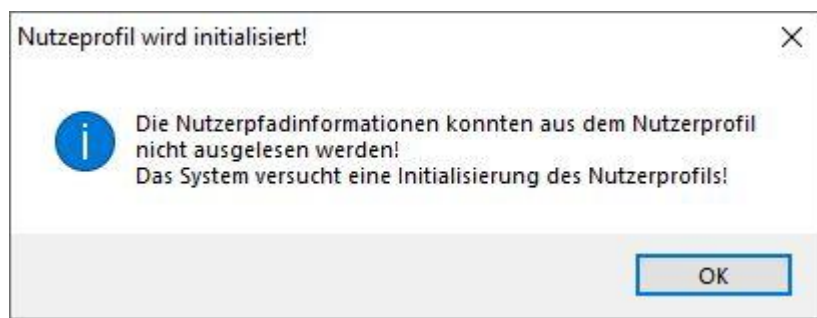 Nutzeprofil wird initialisiert!
Die Nutzerpfadinformationen konnten aus dem Nutzerprofil
nicht ausgelesen werden!
Das System versucht eine Initialisierung des Nutzerprofils!
OK